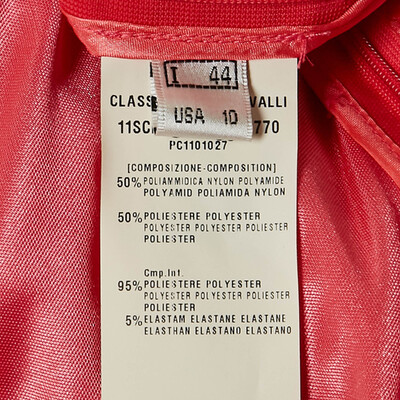 I 44
USA 10
CLASS VALLI
11SC 770
PC1101027
[COMPOSIZIONE-COMPOSITION]
50% POLIAMMIDICA NYLON POLYAMIDE
POLYAMID POLIAMIDA NYLON
50% POLIESTERE POLYESTER
POLYESTER POLYESTER POLIESTER
POLIESTER
Cmp.Int.
95% POLIESTERE POLYESTER
POLYESTER POLYESTER POLIESTER
POLIESTER
5% ELASTAM ELASTANE ELASTANE
ELASTHAN ELASTANO ELASTANO